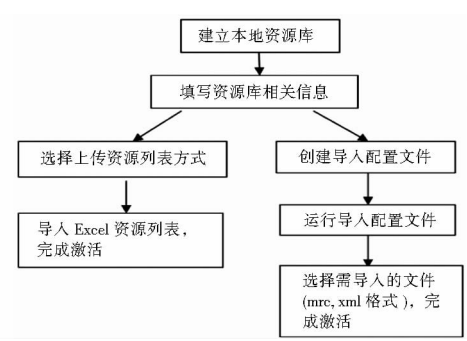 建立本地资源库
填写资源库相关信息
选择上传资源列表方式
创建导入配置文件
导入 Excel 资源列表，
完成激活
运行导入配置文件
选择需导入的文件
(mrc, xml 格式)，完
成激活